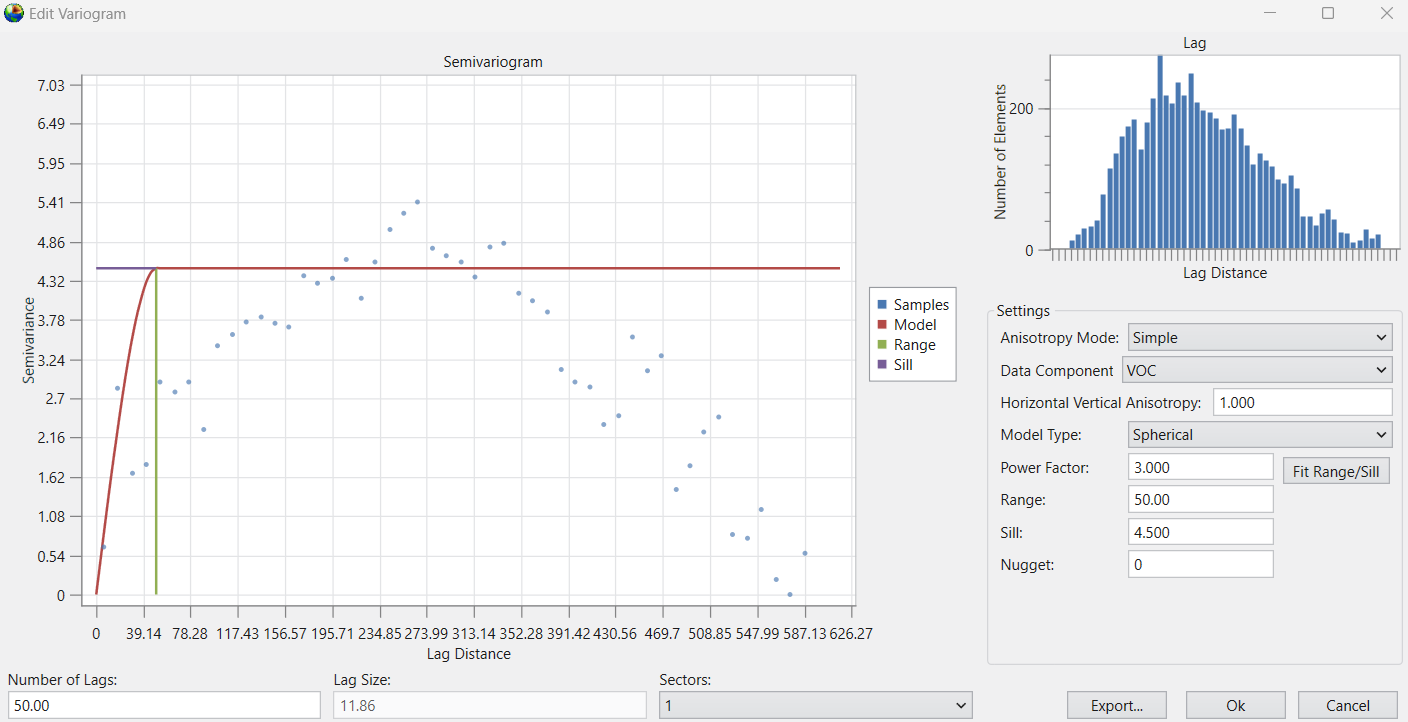 Edit Variogram
Semivariogram
7.03
6.49
5.95
5.41
4.86
4.32
3.78
3.24
2.7
2.16
1.62
1.08
0.54
0
Semivariance
0 39.14 78.28 117.43 156.57 195.71 234.85 273.99 313.14 352.28 391.42 430.56 469.7 508.85 547.99 587.13 626.27
Lag Distance
Samples
Model
Range
Sill
Lag
Number of Elements
200
0
Lag Distance
Settings
Anisotropy Mode: Simple
Data Component VOC
Horizontal Vertical Anisotropy: 1.000
Model Type: Spherical
Power Factor: 3.000 Fit Range/Sill
Range: 50.00
Sill: 4.500
Nugget: 0
Number of Lags: Lag Size: Sectors:
50.00 11.86 1
Export... Ok Cancel